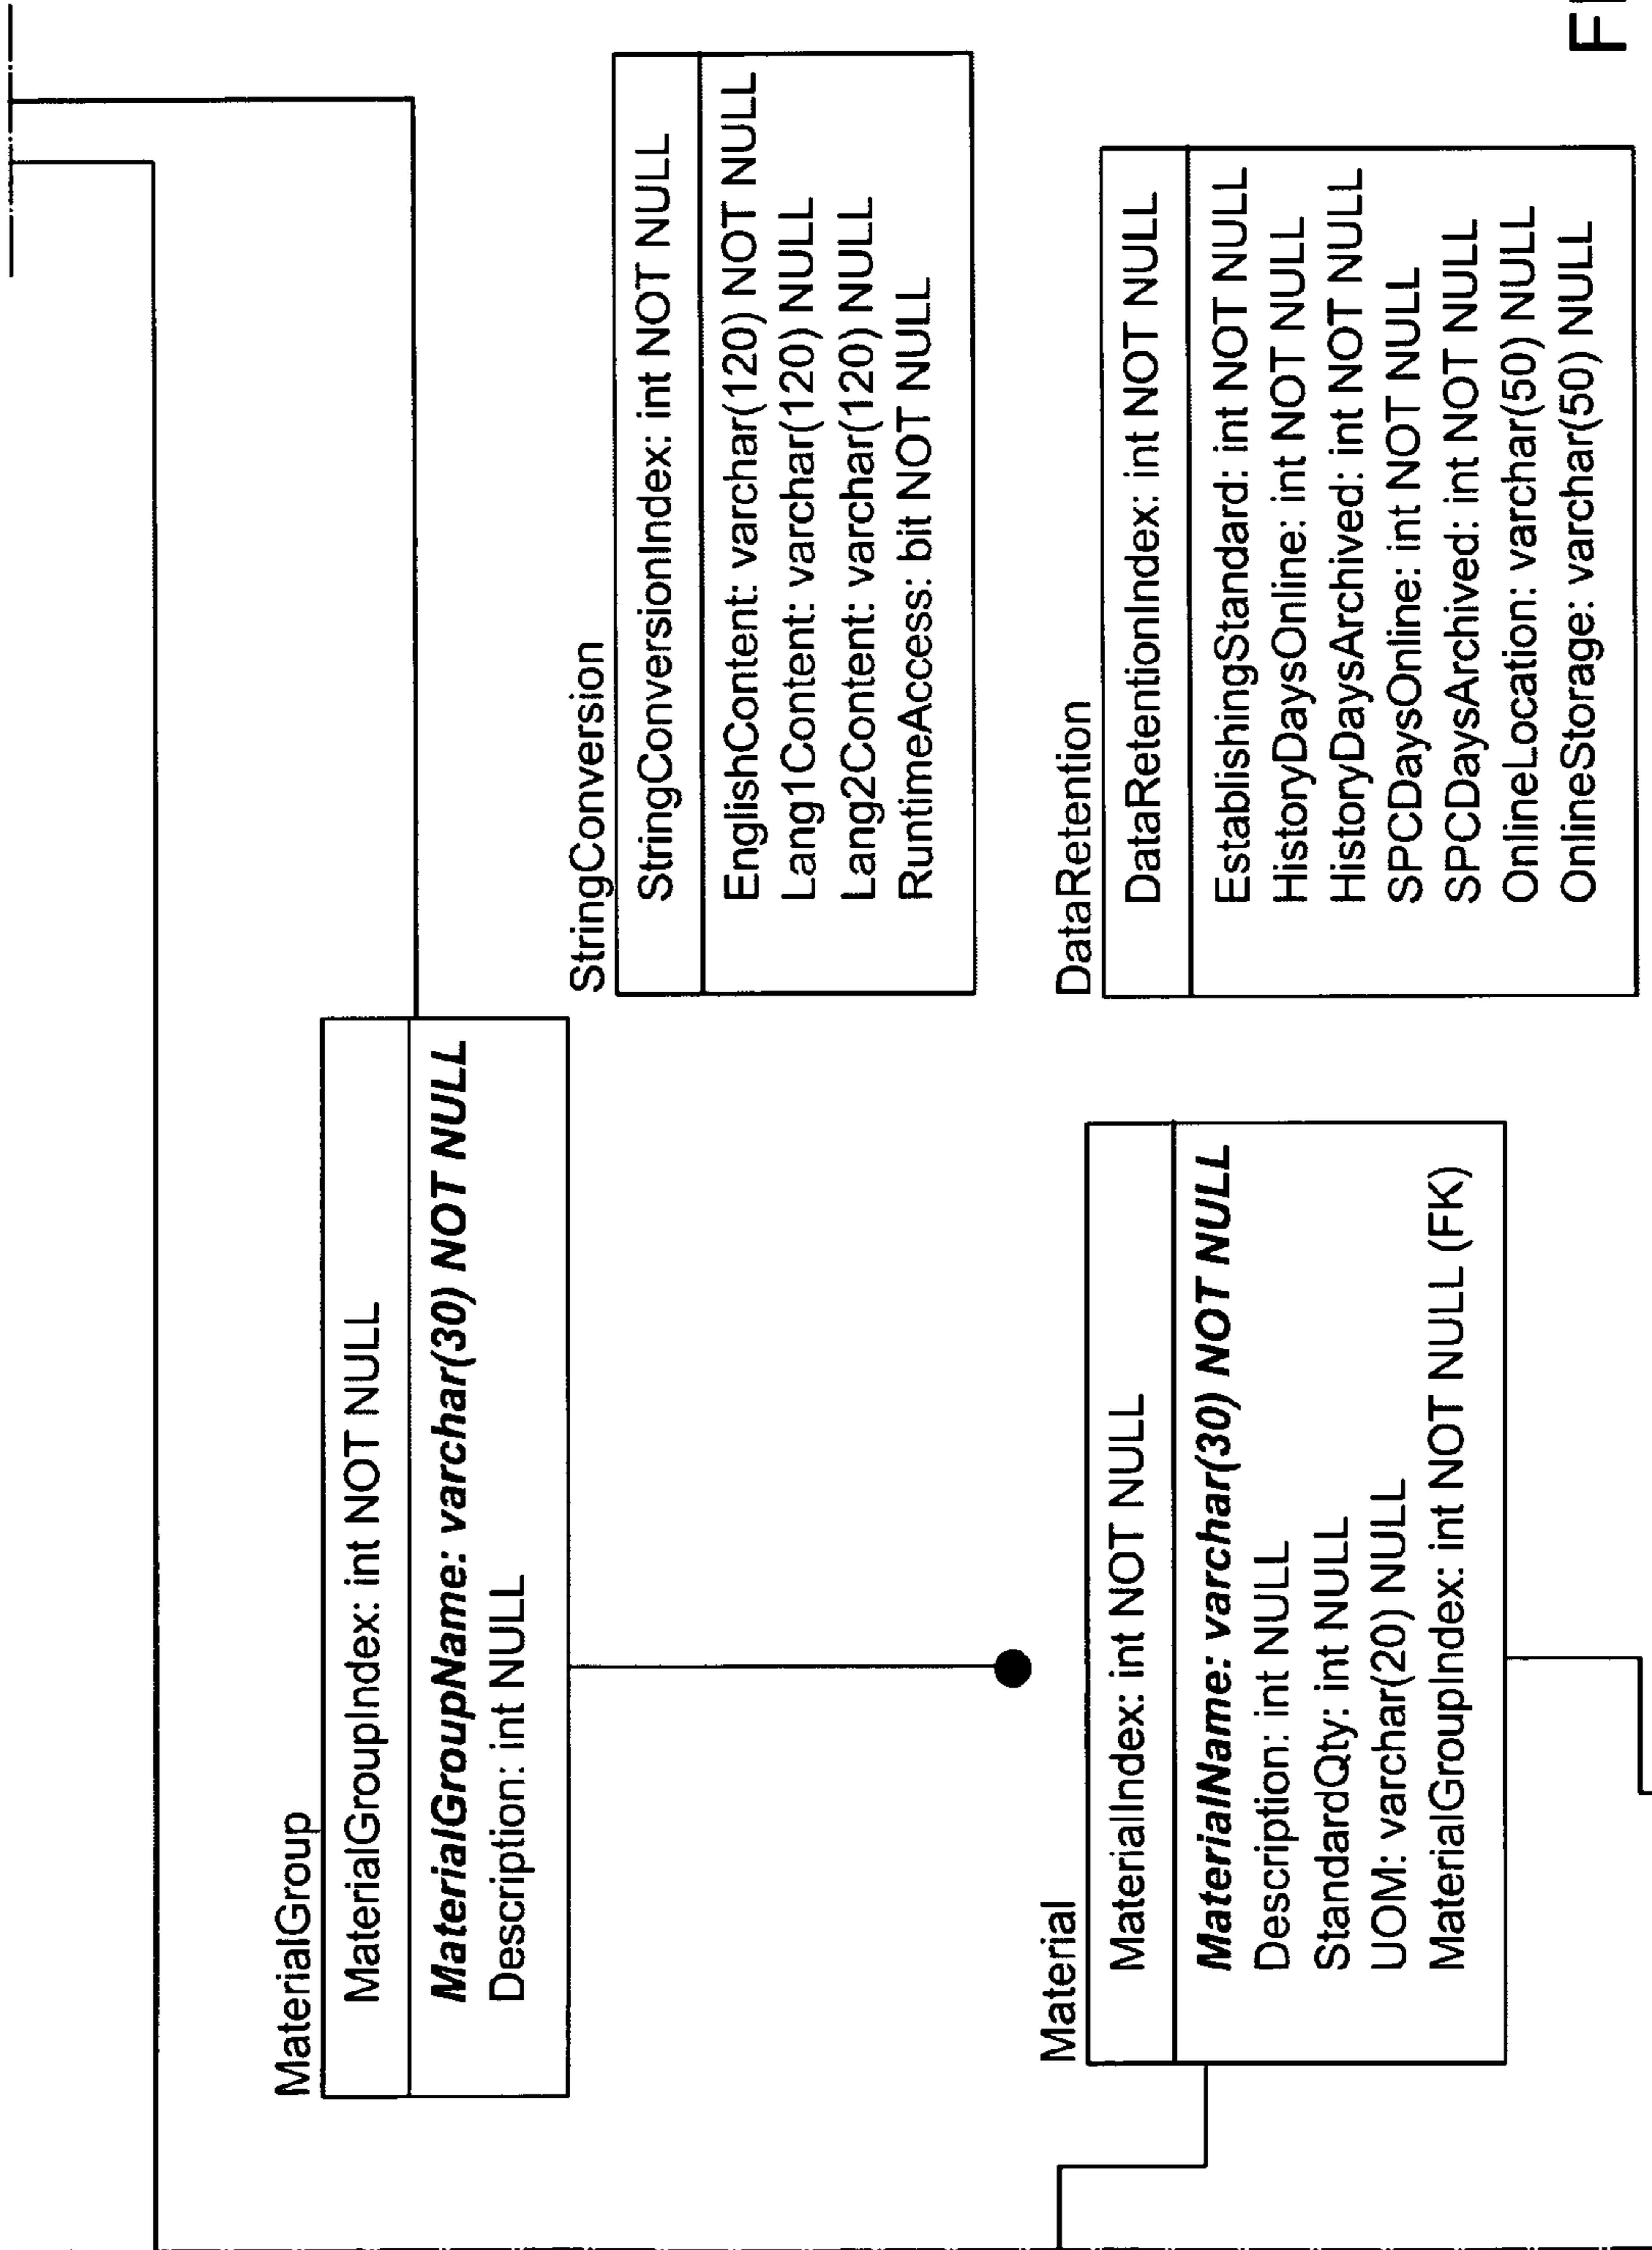 MaterialGroup
MaterialGroupIndex: int NOT NULL
MaterialGroupName: varchar(30) NOT NULL
Description: int NULL
StringConversion
StringConversionIndex: int NOT NULL
EnglishContent: varchar(120) NOT NULL
Lang1Content: varchar(120) NULL
Lang2Content: varchar(120) NULL
RuntimeAccess: bit NOT NULL
Material
MaterialIndex: int NOT NULL
MaterialName: varchar(30) NOT NULL
Description: int NULL
StandardQty: int NULL
UOM: varchar(20) NULL
MaterialGroupIndex: int NOT NULL (FK)
DataRetention
DataRetentionIndex: int NOT NULL
EstablishingStandard: int NOT NULL
HistoryDaysOnline: int NOT NULL
HistoryDaysArchived: int NOT NULL
SPCDaysOnline: int NOT NULL
SPCDaysArchived: int NOT NULL
OnlineLocation: varchar(50) NULL
OnlineStorage: varchar(50) NULL